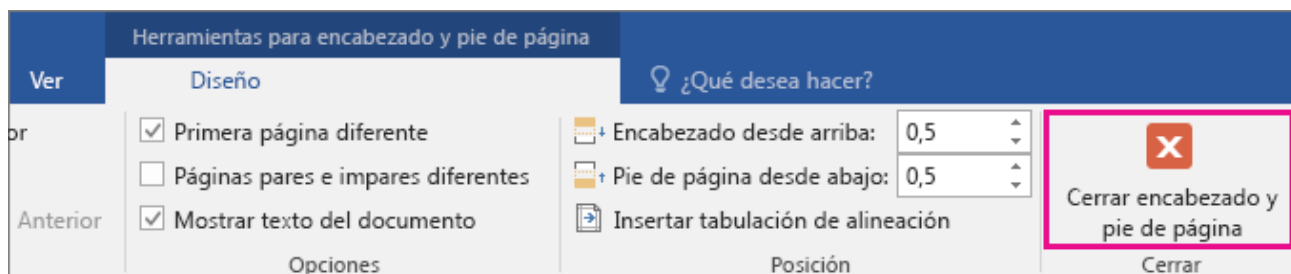 Herramientas para encabezado y pie de página
Ver Diseño ¿Qué desea hacer?
or Primera página diferente Encabezado desde arriba: 0,5
Páginas pares e impares diferentes Pie de página desde abajo: 0,5
Anterior Mostrar texto del documento Insertar tabulación de alineación
Cerrar encabezado y
pie de página
Opciones Posición Cerrar